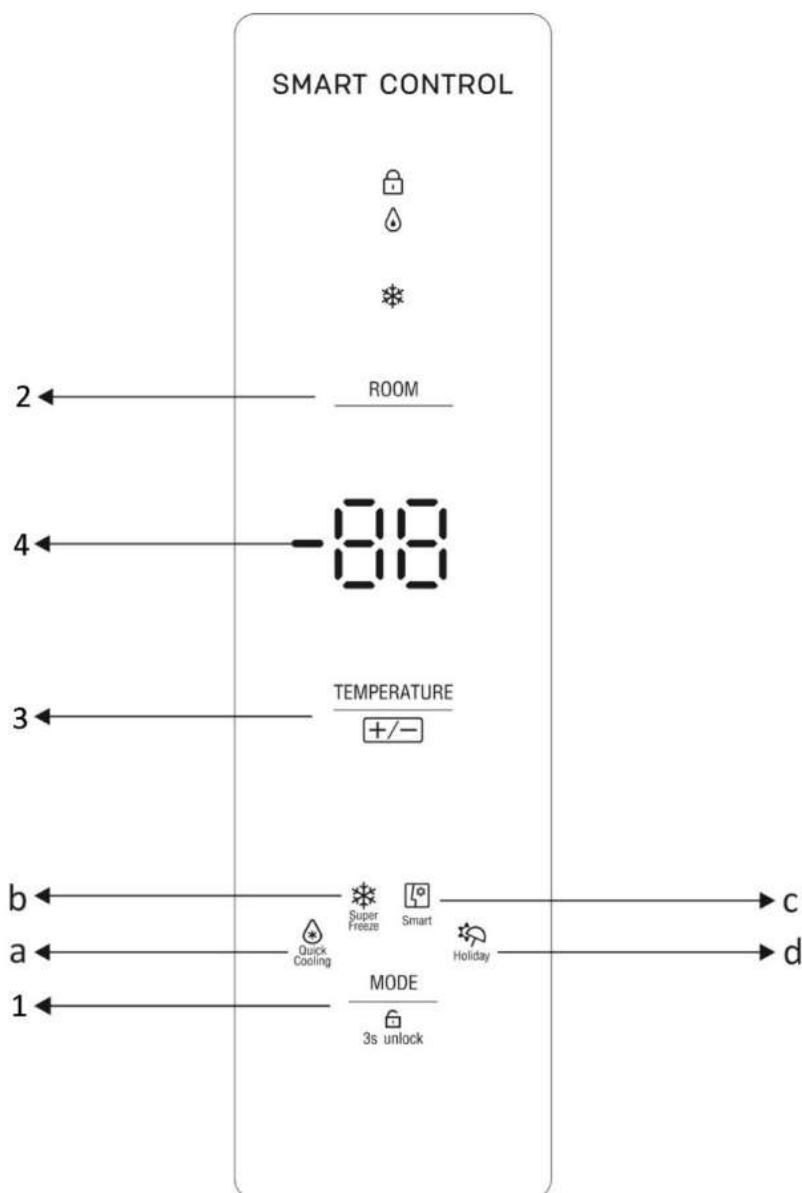 SMART CONTROL
2
ROOM
4
-88
3
TEMPERATURE
+/-
b
Super
Freeze
Smart
c
a
Quick
Cooling
Holiday
d
1
MODE
3s unlock